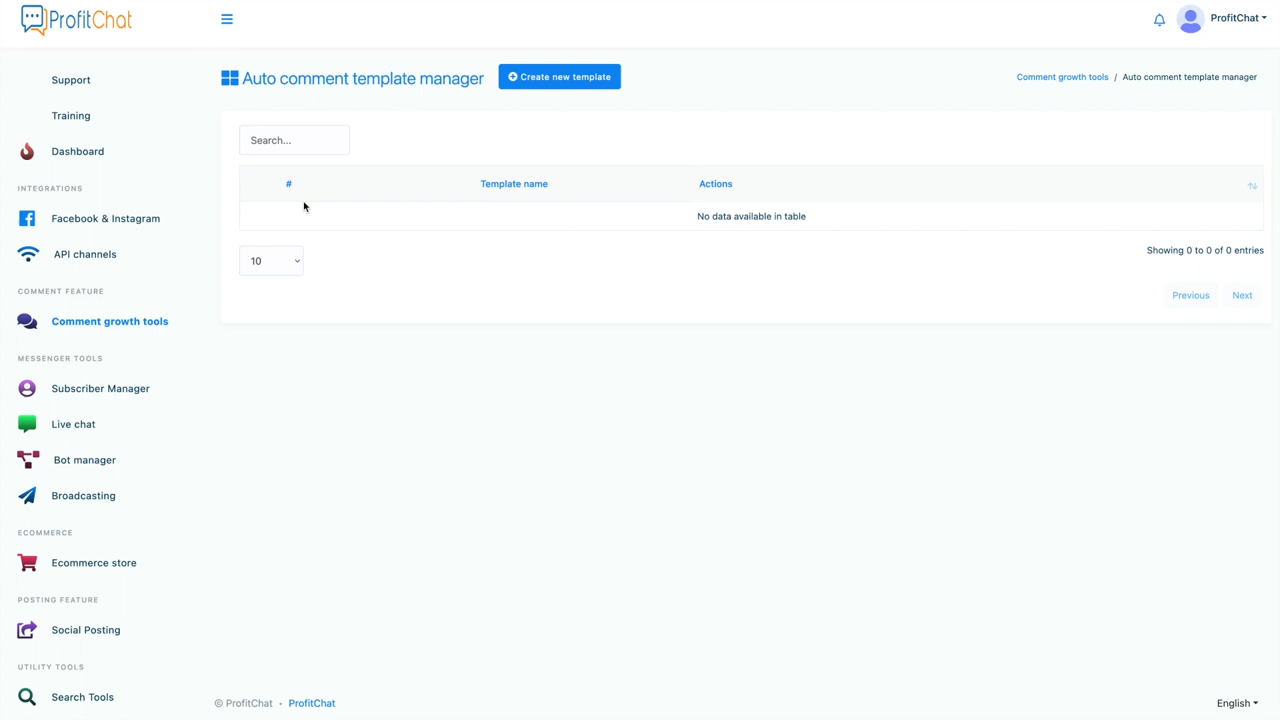 ProfitChat
ProfitChat
Support
Training
Dashboard
INTEGRATIONS
Facebook & Instagram
API channels
COMMENT FEATURE
Comment growth tools
MESSENGER TOOLS
Subscriber Manager
Live chat
Bot manager
Broadcasting
ECOMMERCE
Ecommerce store
POSTING FEATURE
Social Posting
UTILITY TOOLS
Search Tools
Auto comment template manager
Create new template
Comment growth tools / Auto comment template manager
Search...
# Template name Actions
No data available in table
10
Showing 0 to 0 of 0 entries
Previous Next
© ProfitChat • ProfitChat
English